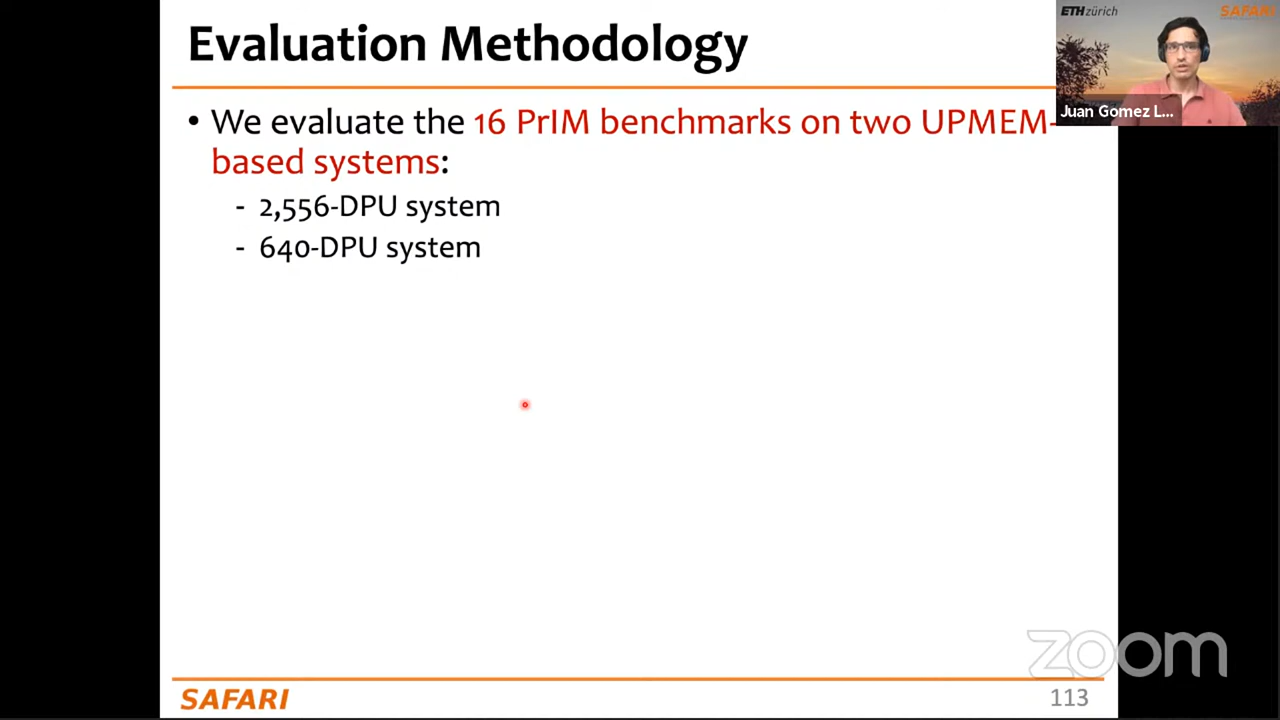 Evaluation Methodology
ETH zürich
SAFARI
Juan Gomez L...
• We evaluate the 16 PrIM benchmarks on two UPMEM-
based systems:
- 2,556-DPU system
- 640-DPU system
zoom
SAFARI
113